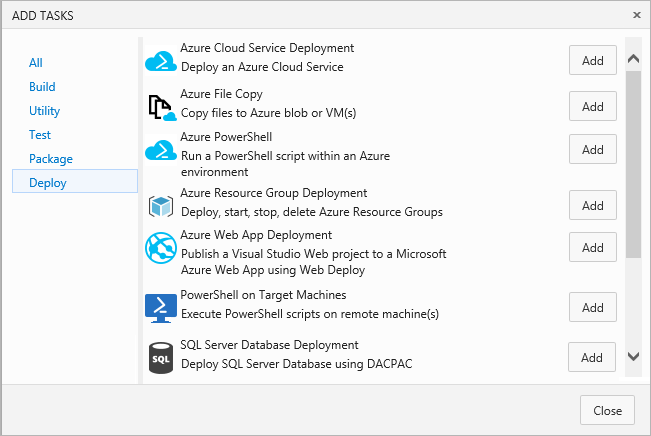 ADD TASKS
×
All
Build
Utility
Test
Package
Deploy
Azure Cloud Service Deployment
Deploy an Azure Cloud Service
Add
Azure File Copy
Copy files to Azure blob or VM(s)
Add
Azure PowerShell
Run a PowerShell script within an Azure
environment
Add
Azure Resource Group Deployment
Deploy, start, stop, delete Azure Resource Groups
Add
Azure Web App Deployment
Publish a Visual Studio Web project to a Microsoft
Azure Web App using Web Deploy
Add
PowerShell on Target Machines
Execute PowerShell scripts on remote machine(s)
Add
SQL
SQL Server Database Deployment
Deploy SQL Server Database using DACPAC
Add
Close